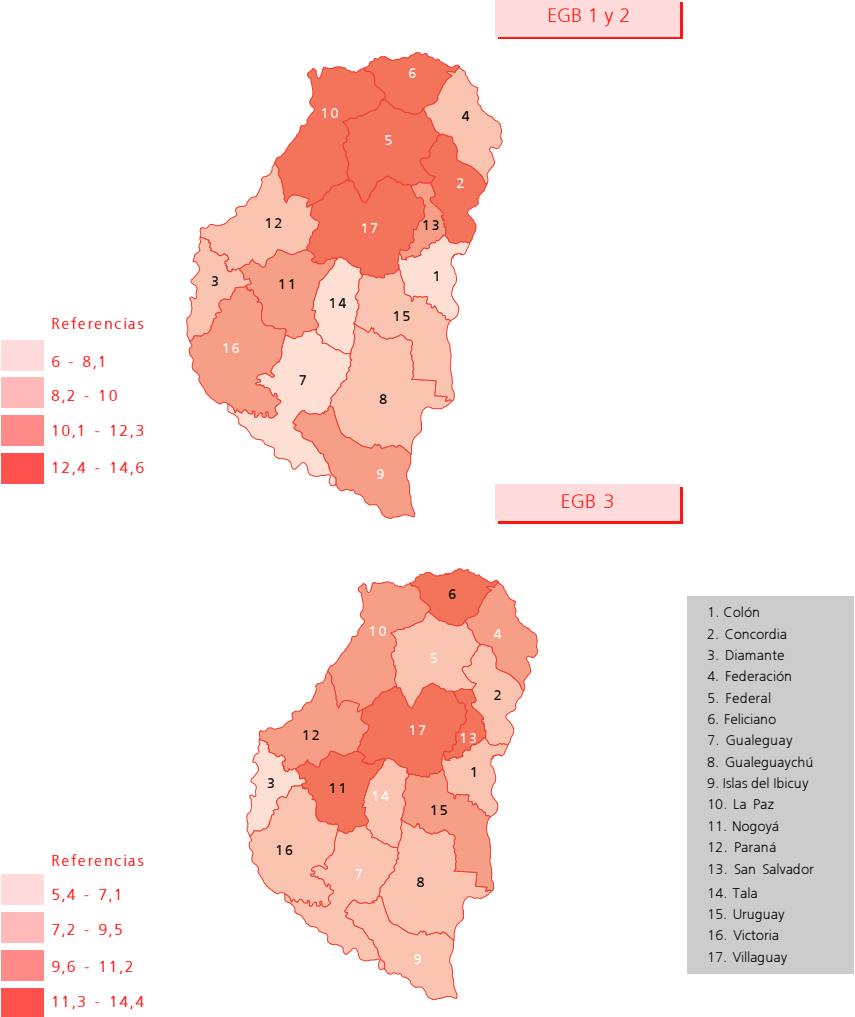 EGB 1 y 2
6
10
4
5
2
12
17
13
3
11
1
14
15
16
7
8
9
Referencias
6 - 8,1
8,2 - 10
10,1 - 12,3
12,4 - 14,6
EGB 3
6
10
4
5
2
12
17
13
3
11
1
14
15
16
7
8
9
Referencias
5,4 - 7,1
7,2 - 9,5
9,6 - 11,2
11,3 - 14,4
1. Colón
2. Concordia
3. Diamante
4. Federación
5. Federal
6. Feliciano
7. Gualeguay
8. Gualeguaychú
9. Islas del Ibicuy
10. La Paz
11. Nogoyá
12. Paraná
13. San Salvador
14. Tala
15. Uruguay
16. Victoria
17. Villaguay